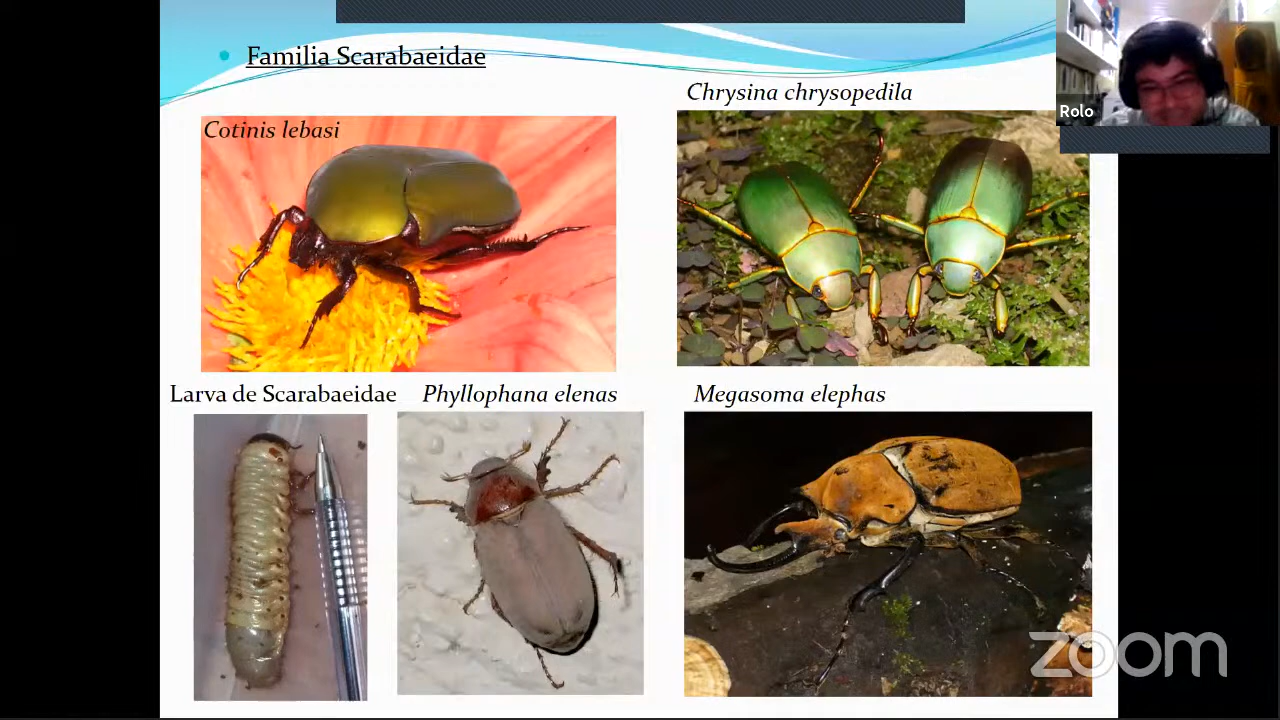 Familia Scarabaeidae
Chrysina chrysopedila
Rolo
Cotinis lebasi
Larva de Scarabaeidae
Phyllophana elenas
Megasoma elephas
zoom